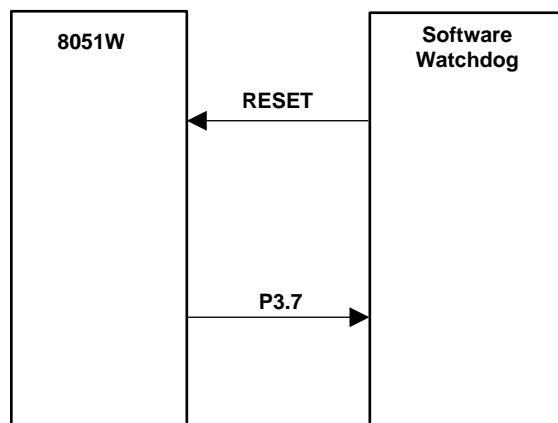 8051W
Software
Watchdog
RESET
P3.7